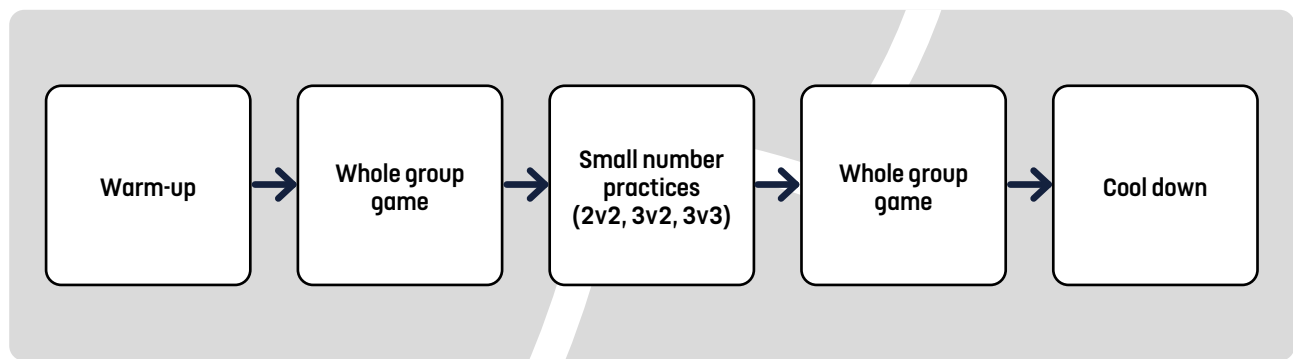 Warm-up
Whole group
game
Small number
practices
(2v2, 3v2, 3v3)
Whole group
game
Cool down